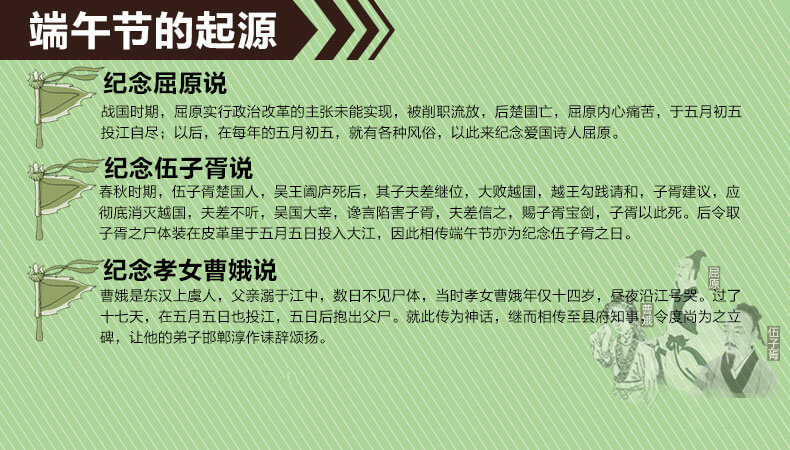 端午节的起源
纪念屈原说
战国时期，屈原实行政治改革的主张未能实现，被削职流放，后楚国亡，屈原内心痛苦，于五月初五
投江自尽；以后，在每年的五月初五，就有各种风俗，以此来纪念爱国诗人屈原。
纪念伍子胥说
春秋时期，伍子胥楚国人，吴王阖庐死后，其子夫差继位，大败越国，越王勾践请和，子胥建议，应
彻底消灭越国，夫差不听，吴国大宰，谗言陷害子胥，夫差信之，赐子胥宝剑，子胥以此死。后令取
子胥之尸体装在皮革里于五月五日投入大江，因此相传端午节亦为纪念伍子胥之日。
纪念孝女曹娥说
曹娥是东汉上虞人，父亲溺于江中，数日不见尸体，当时孝女曹娥年仅十四岁，昼夜沿江号哭。过了
十七天，在五月五日也投江，五日后抱出父尸。就此传为神话，继而相传至县府知事，令度尚为之立
碑，让他的弟子邯郸淳作诔辞颂扬。
屈原
曹娥
伍子胥